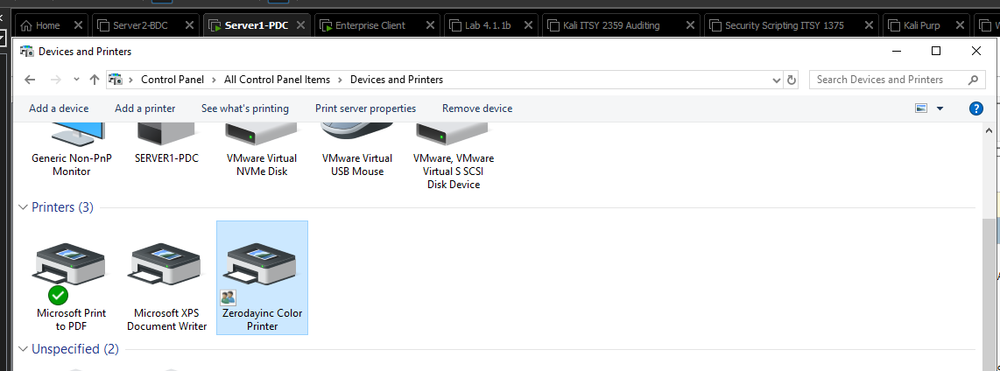 Home
Server2-BDC
Server1-PDC
Enterprise Client
Lab 4.1.1b
Kali ITSY 2359 Auditing
Security Scripting ITSY 1375
Kali Purp
Devices and Printers
Control Panel > All Control Panel Items > Devices and Printers
Search Devices and Printers
Add a device
Add a printer
See what's printing
Print server properties
Remove device
Generic Non-PnP
Monitor
SERVER1-PDC
VMware Virtual
NVMe Disk
VMware Virtual
USB Mouse
VMware, VMware
Virtual S SCSI
Disk Device
Printers (3)
Microsoft Print
to PDF
Microsoft XPS
Document Writer
Zerodayinc Color
Printer
Unspecified (2)